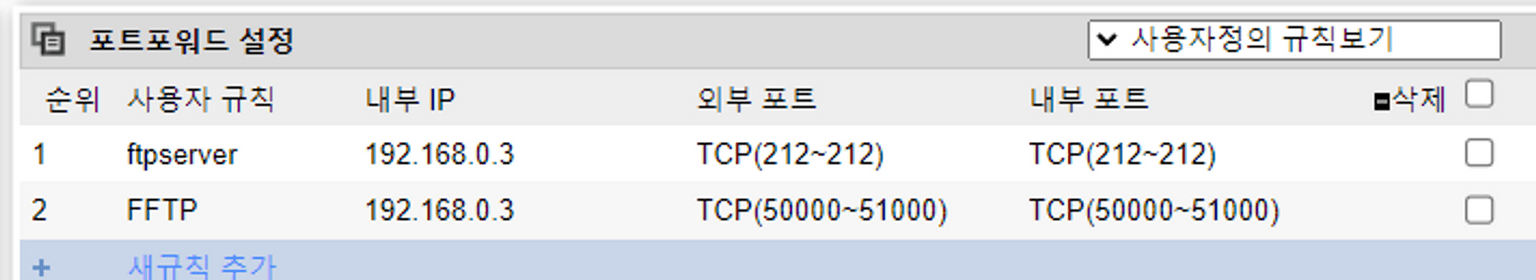 포트포워드 설정 사용자정의 규칙보기
순위 사용자 규칙 내부 IP 외부 포트 내부 포트 삭제
1 ftpserver 192.168.0.3 TCP(212~212) TCP(212~212)
2 FFTP 192.168.0.3 TCP(50000~51000) TCP(50000~51000)
+ 새규칙 추가